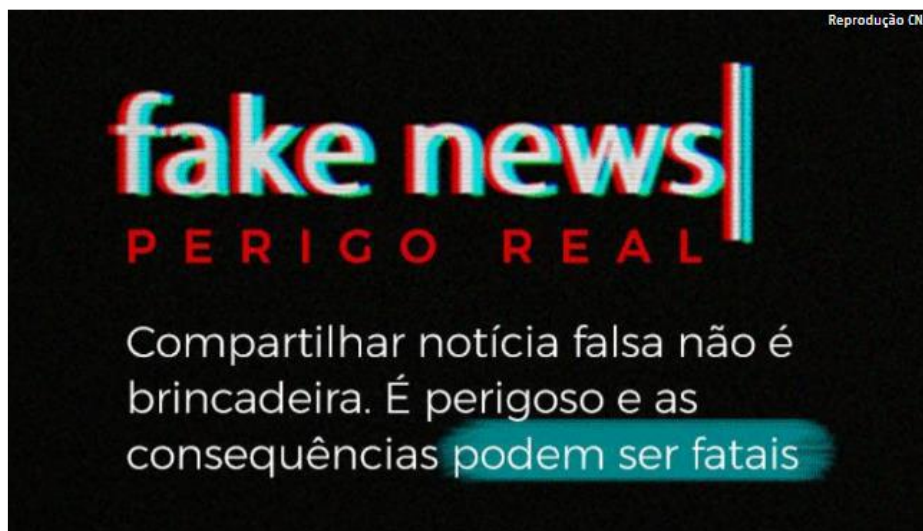 Reprodução CN
fake news
PERIGO REAL
Compartilhar notícia falsa não é
brincadeira. É perigoso e as
consequências podem ser fatais